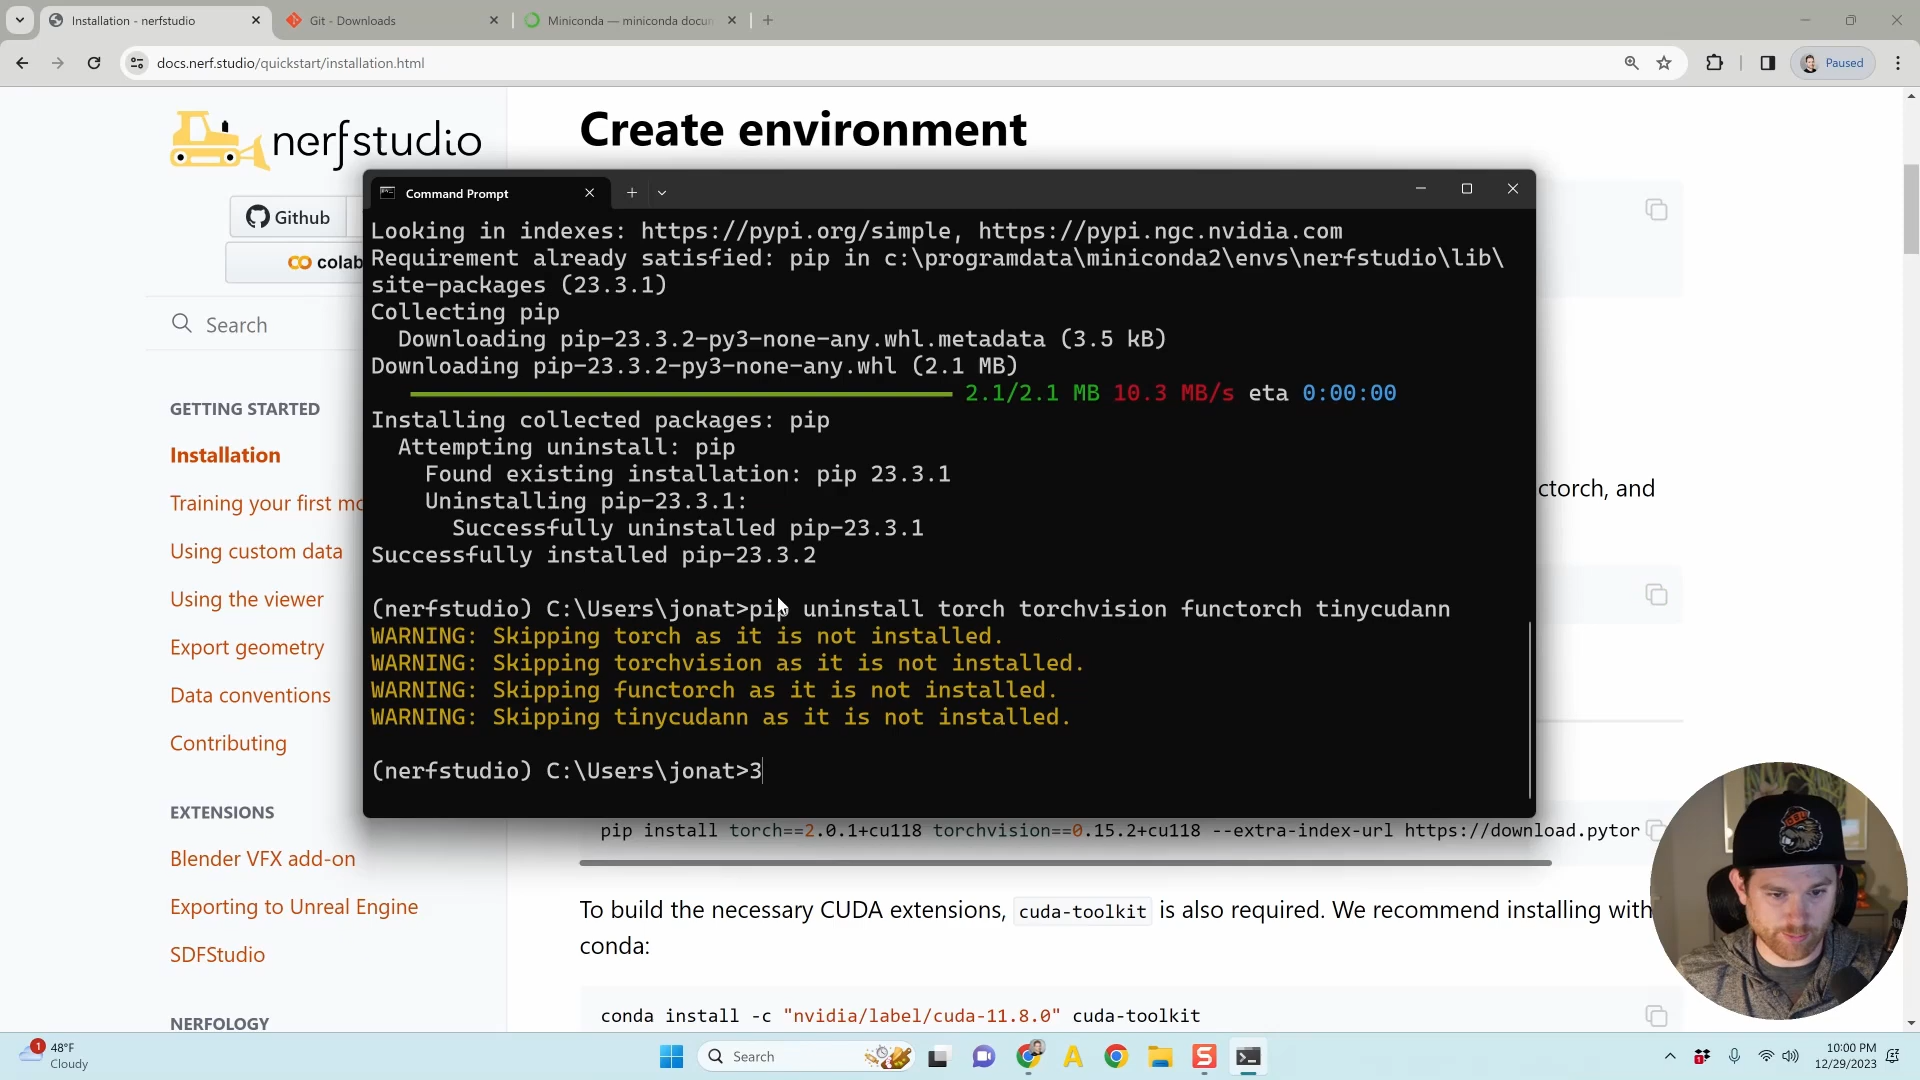 Installation - nerfstudio
Git - Downloads
Miniconda — miniconda docum
docs.nerf.studio/quickstart/installation.html
Paused
nerfstudio
Github
colab
Search
GETTING STARTED
Installation
Training your first mo
Using custom data
Using the viewer
Export geometry
Data conventions
Contributing
EXTENSIONS
Blender VFX add-on
Exporting to Unreal Engine
SDFStudio
NERFOLOGY
Create environment
Command Prompt
Looking in indexes: https://pypi.org/simple, https://pypi.ngc.nvidia.com
Requirement already satisfied: pip in c:\programdata\miniconda2\envs\nerfstudio\lib\
site-packages (23.3.1)
Collecting pip
Downloading pip-23.3.2-py3-none-any.whl.metadata (3.5 kB)
Downloading pip-23.3.2-py3-none-any.whl (2.1 MB)
2.1/2.1 MB 10.3 MB/s eta 0:00:00
Installing collected packages: pip
Attempting uninstall: pip
Found existing installation: pip 23.3.1
Uninstalling pip-23.3.1:
Successfully uninstalled pip-23.3.1
Successfully installed pip-23.3.2
(nerfstudio) C:\Users\jonat>pip uninstall torch torchvision functorch tinycudann
WARNING: Skipping torch as it is not installed.
WARNING: Skipping torchvision as it is not installed.
WARNING: Skipping functorch as it is not installed.
WARNING: Skipping tinycudann as it is not installed.
(nerfstudio) C:\Users\jonat>3
ctorch, and
pip install torch==2.0.1+cu118 torchvision==0.15.2+cu118 --extra-index-url https://download.pytor
To build the necessary CUDA extensions, cuda-toolkit is also required. We recommend installing with
conda:
conda install -c "nvidia/label/cuda-11.8.0" cuda-toolkit
1
48°F
Cloudy
Search
10:00 PM
12/29/2023